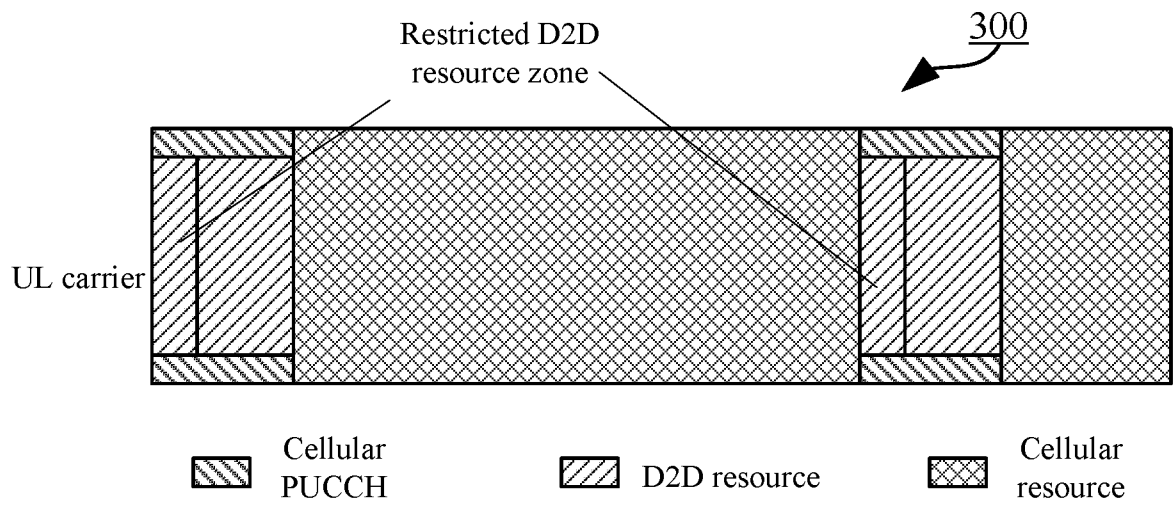 Restricted D2D
resource zone
300
UL carrier
Cellular
PUCCH
D2D resource
Cellular
resource